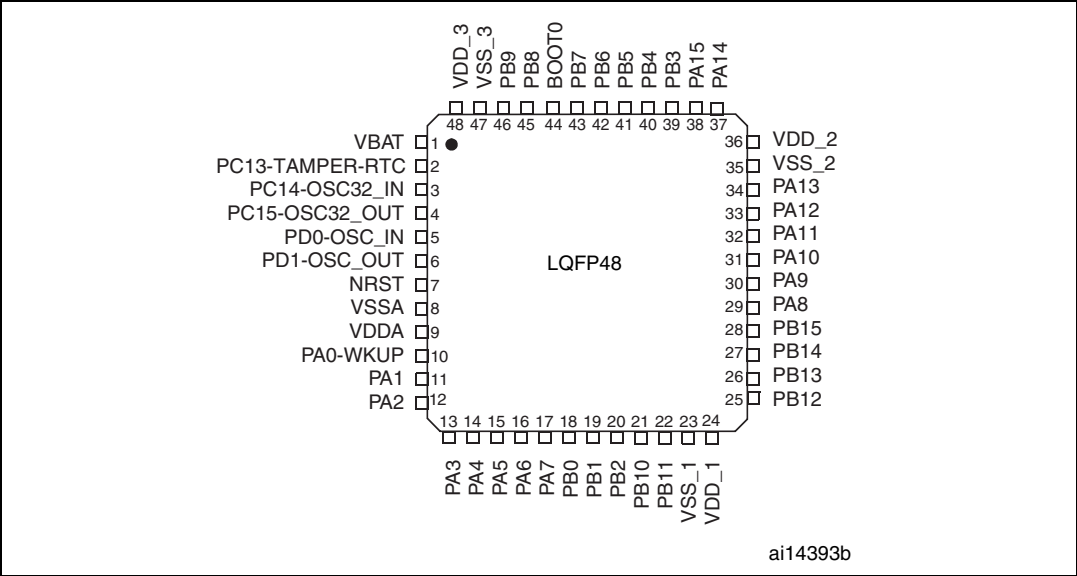 VDD_3 VSS_3 PB9 PB8 BOOT0 PB7 PB6 PB5 PB4 PB3 PA15 PA14
48 47 46 45 44 43 42 41 40 39 38 37
VBAT 1 36 VDD_2
PC13-TAMPER-RTC 2 35 VSS_2
PC14-OSC32_IN 3 34 PA13
PC15-OSC32_OUT 4 33 PA12
PD0-OSC_IN 5 32 PA11
PD1-OSC_OUT 6 LQFP48 31 PA10
NRST 7 30 PA9
VSSA 8 29 PA8
VDDA 9 28 PB15
PA0-WKUP 10 27 PB14
PA1 11 26 PB13
PA2 12 25 PB12
13 14 15 16 17 18 19 20 21 22 23 24
PA3 PA4 PA5 PA6 PA7 PB0 PB1 PB2 PB10 PB11 VSS_1 VDD_1
ai14393b